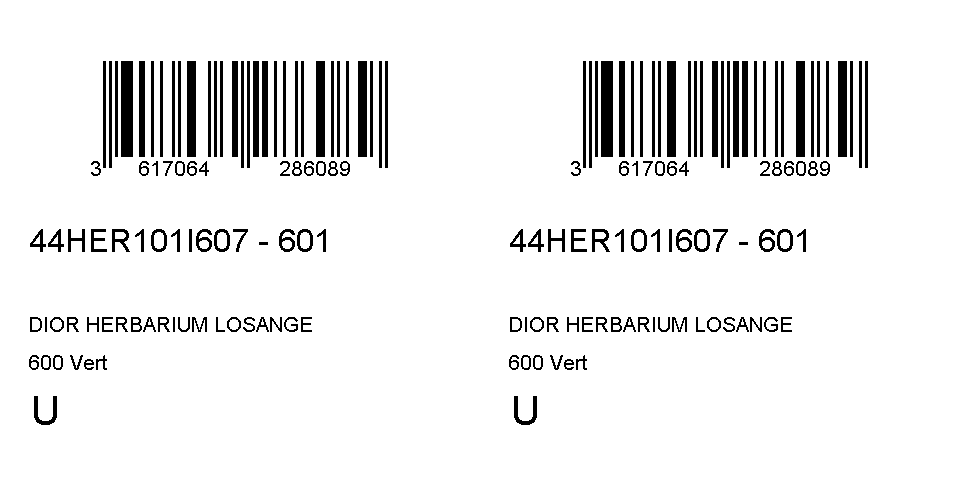 3 617064 286089 3 617064 286089
44HER101I607 - 601 44HER101I607 - 601
DIOR HERBARIUM LOSANGE DIOR HERBARIUM LOSANGE
600 Vert 600 Vert
U U